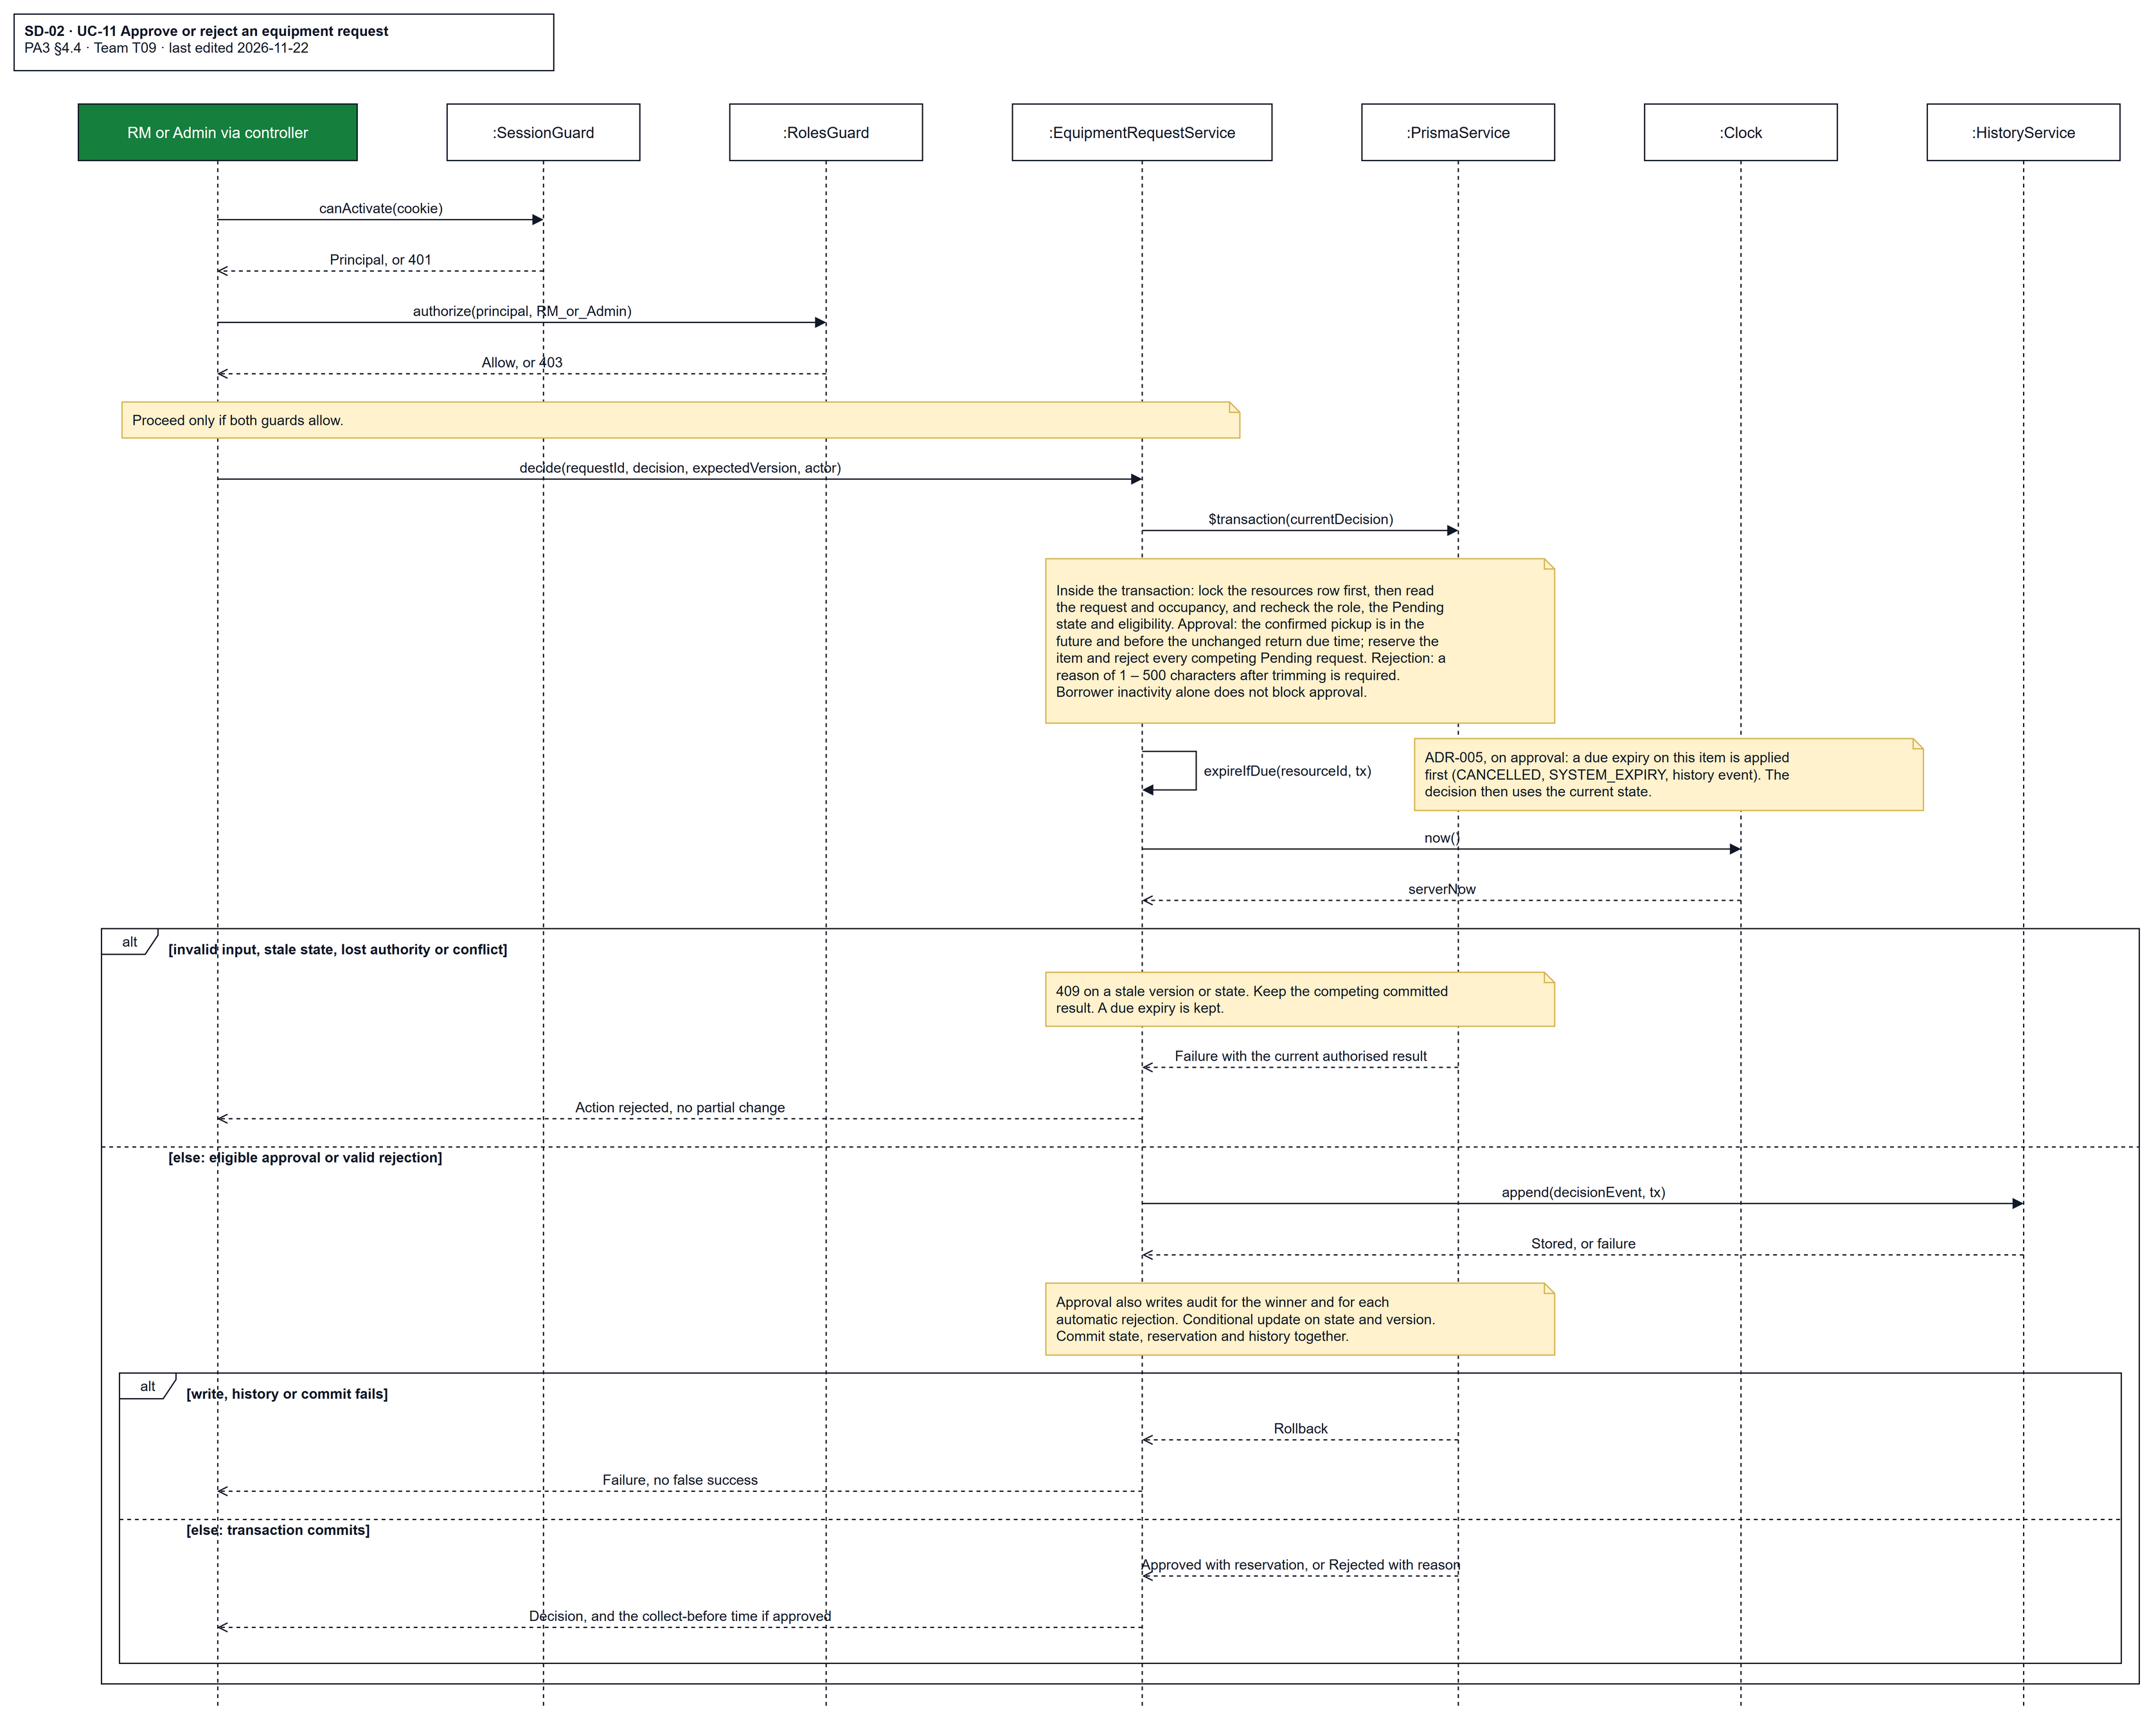 SD-02 · UC-11 Approve or reject an equipment request
PA3 §4.4 · Team T09 · last edited 2026-11-22
RM or Admin via controller
:SessionGuard
:RolesGuard
:EquipmentRequestService
:PrismaService
:Clock
:HistoryService
canActivate(cookie)
Principal, or 401
authorize(principal, RM_or_Admin)
Allow, or 403
Proceed only if both guards allow.
decide(requestId, decision, expectedVersion, actor)
$transaction(currentDecision)
Inside the transaction: lock the resources row first, then read
the request and occupancy, and recheck the role, the Pending
state and eligibility. Approval: the confirmed pickup is in the
future and before the unchanged return due time; reserve the
item and reject every competing Pending request. Rejection: a
reason of 1 – 500 characters after trimming is required.
Borrower inactivity alone does not block approval.
expireIfDue(resourceId, tx)
ADR-005, on approval: a due expiry on this item is applied
first (CANCELLED, SYSTEM_EXPIRY, history event). The
decision then uses the current state.
now()
serverNow
alt
[invalid input, stale state, lost authority or conflict]
409 on a stale version or state. Keep the competing committed
result. A due expiry is kept.
Failure with the current authorised result
Action rejected, no partial change
[else: eligible approval or valid rejection]
append(decisionEvent, tx)
Stored, or failure
Approval also writes audit for the winner and for each
automatic rejection. Conditional update on state and version.
Commit state, reservation and history together.
alt
[write, history or commit fails]
Rollback
Failure, no false success
[else: transaction commits]
Approved with reservation, or Rejected with reason
Decision, and the collect-before time if approved